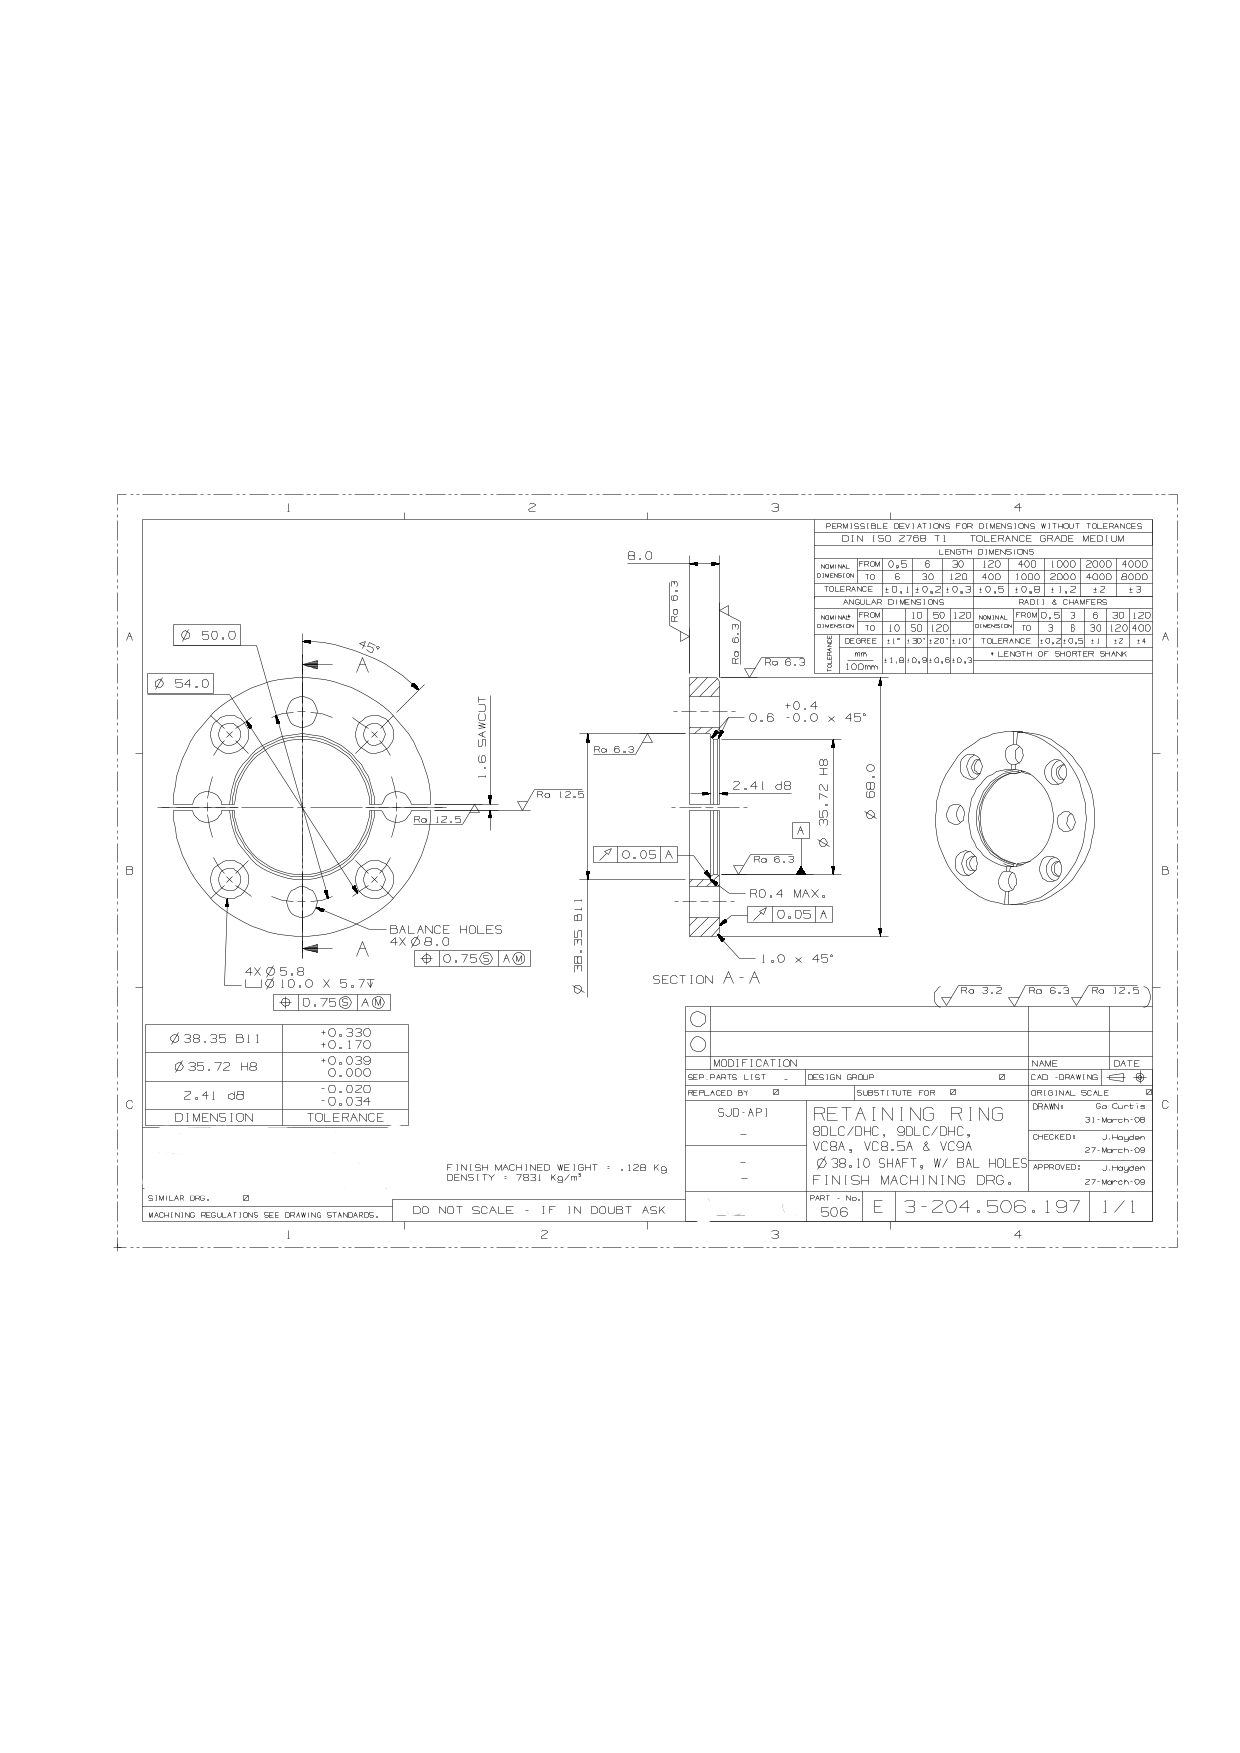 1 2 3 4
PERMISSIBLE DEVIATIONS FOR DIMENSIONS WITHOUT TOLERANCES
DIN ISO 2768 T1 TOLERANCE GRADE MEDIUM
LENGTH DIMENSIONS
NOMINAL DIMENSION FROM 0,5 6 30 120 400 1000 2000 4000
TO 6 30 120 400 1000 2000 4000 8000
TOLERANCE ±0,1 ±0,2 ±0,3 ±0,5 ±0,8 ±1,2 ±2 ±3
ANGULAR DIMENSIONS RADII & CHAMFERS
NOMINAL* DIMENSION FROM 10 50 120 NOMINAL DIMENSION FROM 0,5 3 6 30 120
TO 10 50 120 TO 3 6 30 120 400
TOLERANCE DEGREE ±1° ±30' ±20' ±10' TOLERANCE ±0,2 ±0,5 ±1 ±2 ±4
mm
100mm ±1,8 ±0,9 ±0,6 ±0,3
* LENGTH OF SHORTER SHANK
A A
B B
C C
Ø 50.0
Ø 54.0
45°
A
1.6 SAWCUT
Ra 12.5
Ra 12.5
BALANCE HOLES
4X Ø8.0
⌖ 0.75Ⓢ AⓂ
A
4X Ø5.8
⌴Ø10.0 X 5.7↧
⌖ 0.75Ⓢ AⓂ
8.0
Ra 6.3
Ra 6.3
Ra 6.3
+0.4
0.6 -0.0 x 45°
Ra 6.3
2.41 d8
Ø 35.72 H8
Ø 68.0
A
Ra 6.3
↗ 0.05 A
R0.4 MAX.
↗ 0.05 A
Ø 38.35 B11
1.0 x 45°
SECTION A-A
( Ra 3.2 Ra 6.3 Ra 12.5 )
Ø38.35 B11 +0.330
+0.170
Ø35.72 H8 +0.039
0.000
2.41 d8 -0.020
-0.034
DIMENSION TOLERANCE
FINISH MACHINED WEIGHT = .128 Kg
DENSITY = 7831 Kg/m³
SIMILAR DRG. ⌀
MACHINING REGULATIONS SEE DRAWING STANDARDS.
DO NOT SCALE - IF IN DOUBT ASK
MODIFICATION NAME DATE
SEP.PARTS LIST - DESIGN GROUP ⌀ CAD -DRAWING
REPLACED BY ⌀ SUBSTITUTE FOR ⌀ ORIGINAL SCALE ⌀
SJD-AP1
-
-
-
RETAINING RING
8DLC/DHC, 9DLC/DHC,
VC8A, VC8.5A & VC9A
Ø38.10 SHAFT, W/ BAL HOLES
FINISH MACHINING DRG.
DRAWN: Ga Curtis
31-March-08
CHECKED: J.Hayden
27-March-09
APPROVED: J.Hayden
27-March-09
PART - No.
506 E 3-204.506.197 1/1
1 2 3 4